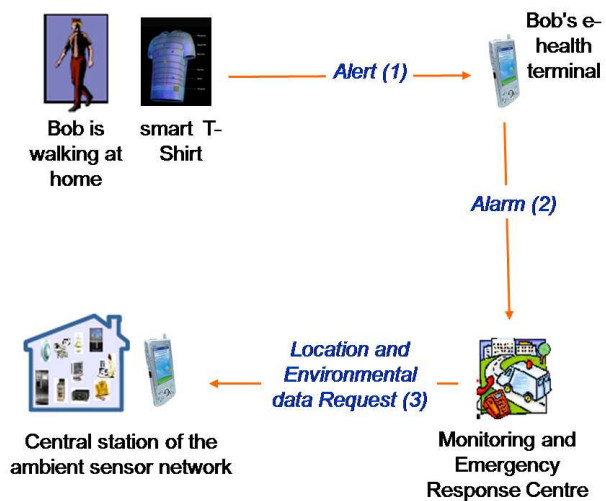 Bob is
walking at
home
smart T-
Shirt
Alert (1)
Bob's e-
health
terminal
Alarm (2)
Location and
Environmental
data Request (3)
Central station of the
ambient sensor network
Monitoring and
Emergency
Response Centre